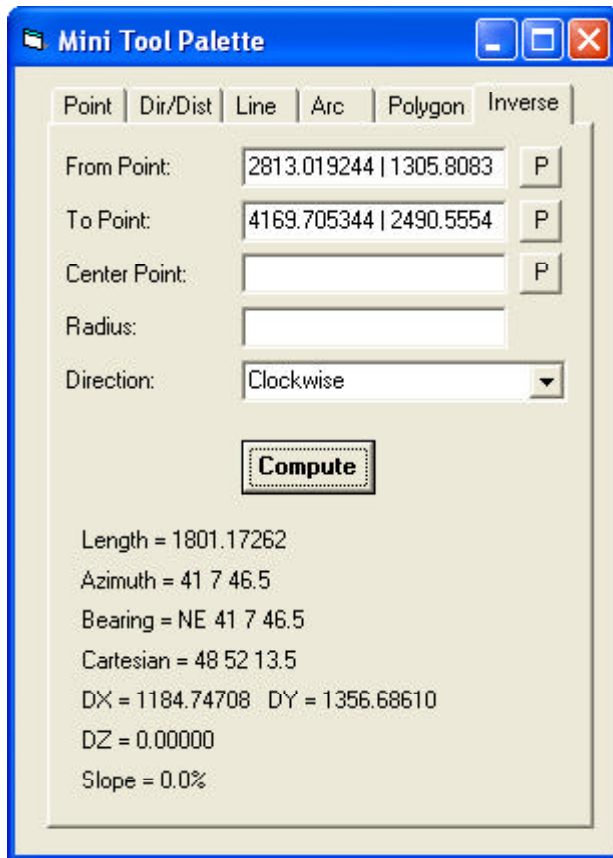 Mini Tool Palette
Point Dir/Dist Line Arc Polygon Inverse
From Point: 2813.019244 | 1305.8083 P
To Point: 4169.705344 | 2490.5554 P
Center Point: P
Radius:
Direction: Clockwise
Compute
Length = 1801.17262
Azimuth = 41 7 46.5
Bearing = NE 41 7 46.5
Cartesian = 48 52 13.5
DX = 1184.74708 DY = 1356.68610
DZ = 0.00000
Slope = 0.0%